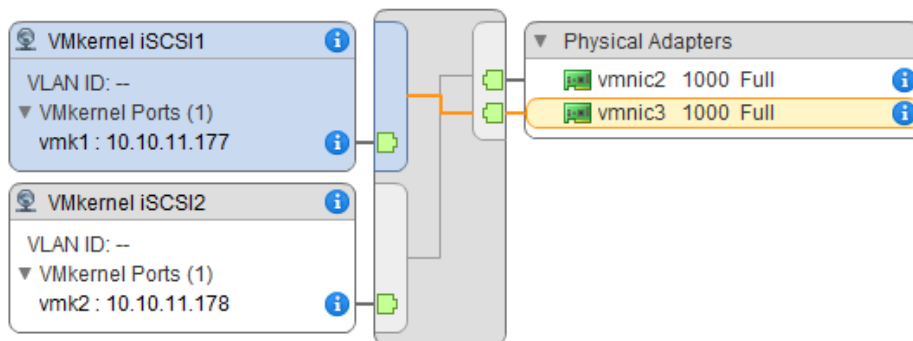 VMkernel iSCSI1
VLAN ID: --
VMkernel Ports (1)
vmk1 : 10.10.11.177
VMkernel iSCSI2
VLAN ID: --
VMkernel Ports (1)
vmk2 : 10.10.11.178
Physical Adapters
vmnic2 1000 Full
vmnic3 1000 Full